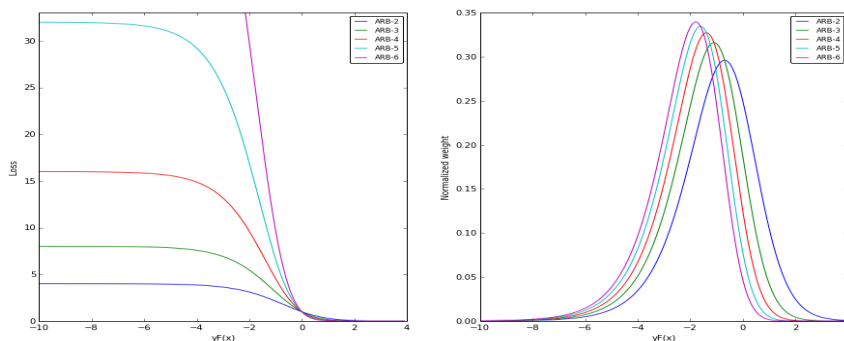 ARB-2
ARB-3
ARB-4
ARB-5
ARB-6
30
25
20
15
10
5
0
Loss
−10 −8 −6 −4 −2 0 2 4
yF(x)
0.35
0.30
0.25
0.20
0.15
0.10
0.05
0.00
Normalized weight
ARB-2
ARB-3
ARB-4
ARB-5
ARB-6
−10 −8 −6 −4 −2 0 2
yF(x)